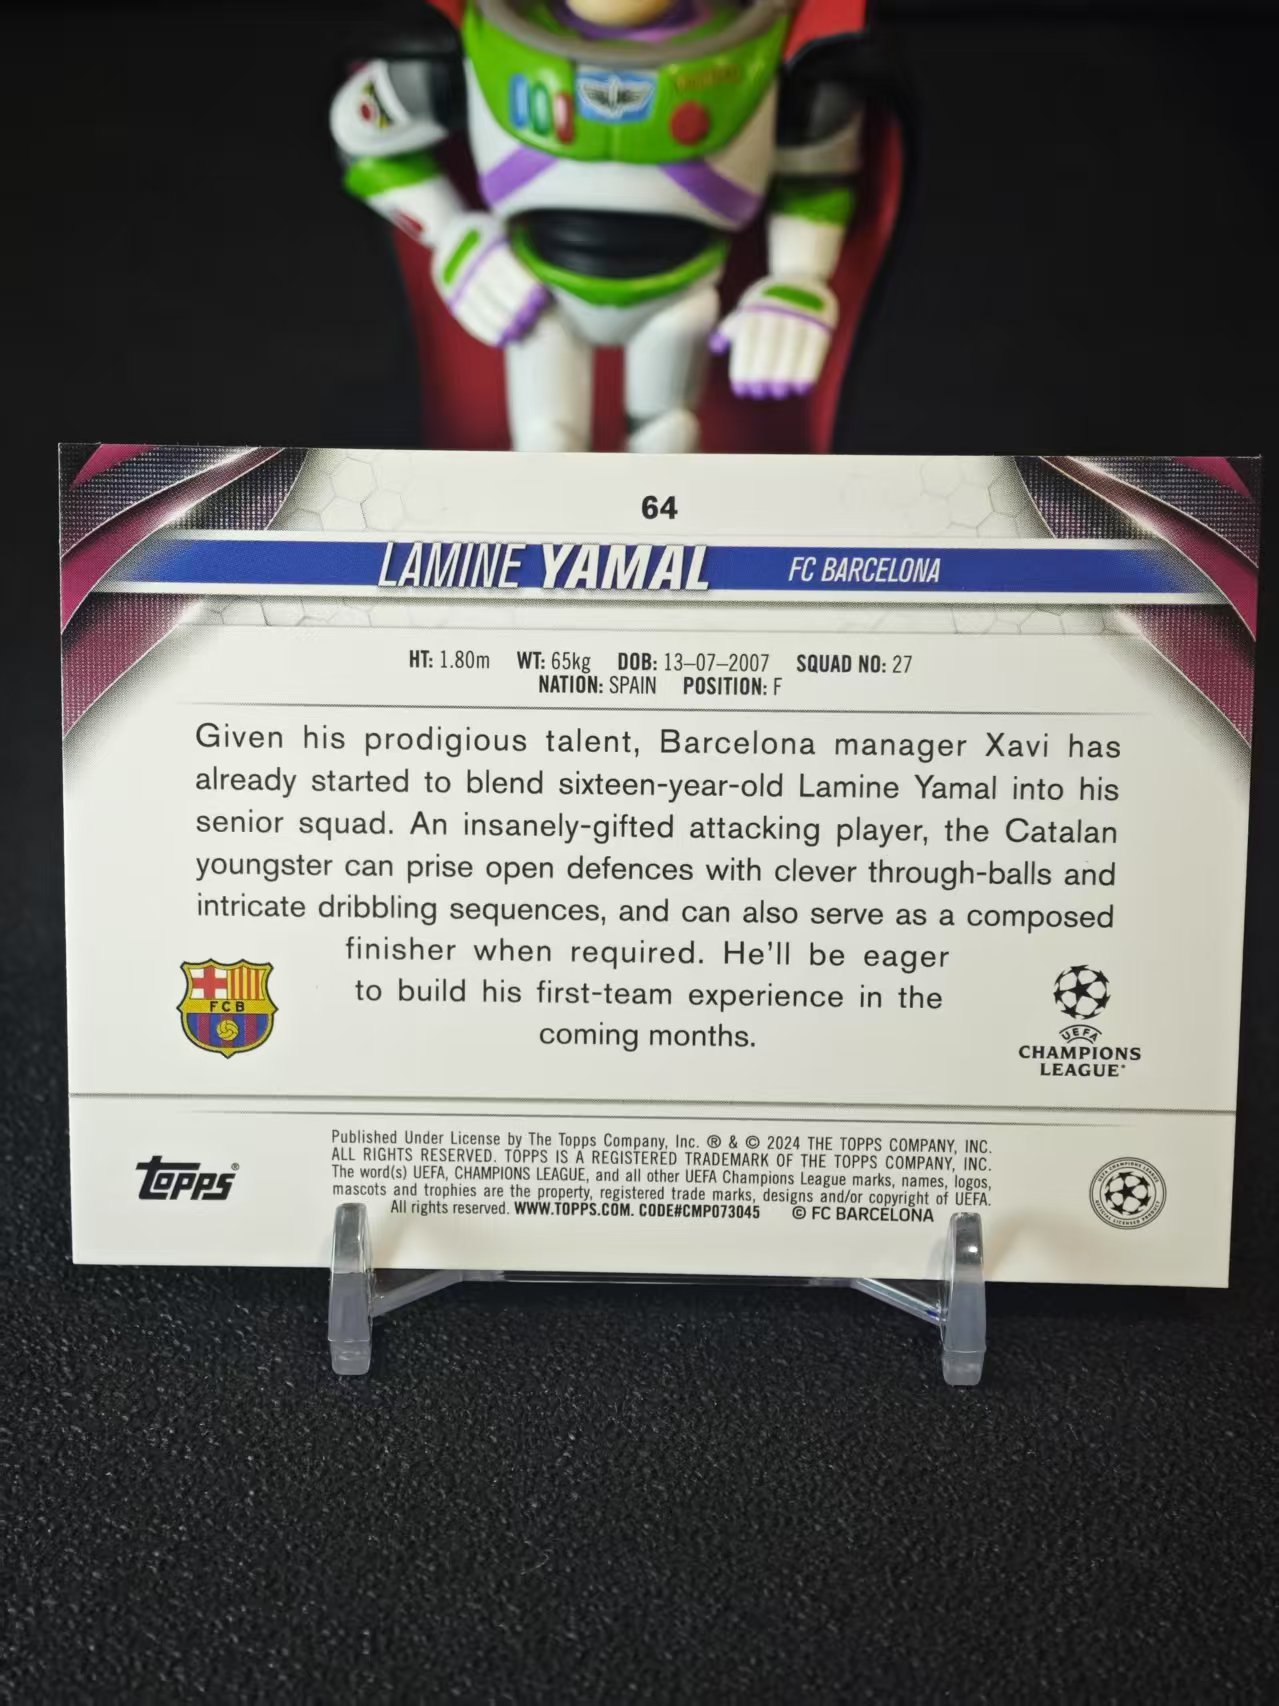 64
LAMINE YAMAL FC BARCELONA
HT: 1.80m WT: 65kg DOB: 13–07–2007 SQUAD NO: 27
NATION: SPAIN POSITION: F
Given his prodigious talent, Barcelona manager Xavi has
already started to blend sixteen-year-old Lamine Yamal into his
senior squad. An insanely-gifted attacking player, the Catalan
youngster can prise open defences with clever through-balls and
intricate dribbling sequences, and can also serve as a composed
finisher when required. He'll be eager
to build his first-team experience in the
coming months.
FCB
UEFA
CHAMPIONS
LEAGUE
Published Under License by The Topps Company, Inc. ® & © 2024 THE TOPPS COMPANY, INC.
ALL RIGHTS RESERVED. TOPPS IS A REGISTERED TRADEMARK OF THE TOPPS COMPANY, INC.
The word(s) UEFA, CHAMPIONS LEAGUE, and all other UEFA Champions League marks, names, logos,
mascots and trophies are the property, registered trade marks, designs and/or copyright of UEFA.
All rights reserved. WWW.TOPPS.COM. CODE#CMP073045 © FC BARCELONA
Topps®
UEFA CHAMPIONS LEAGUE
OFFICIAL LICENSED PRODUCT